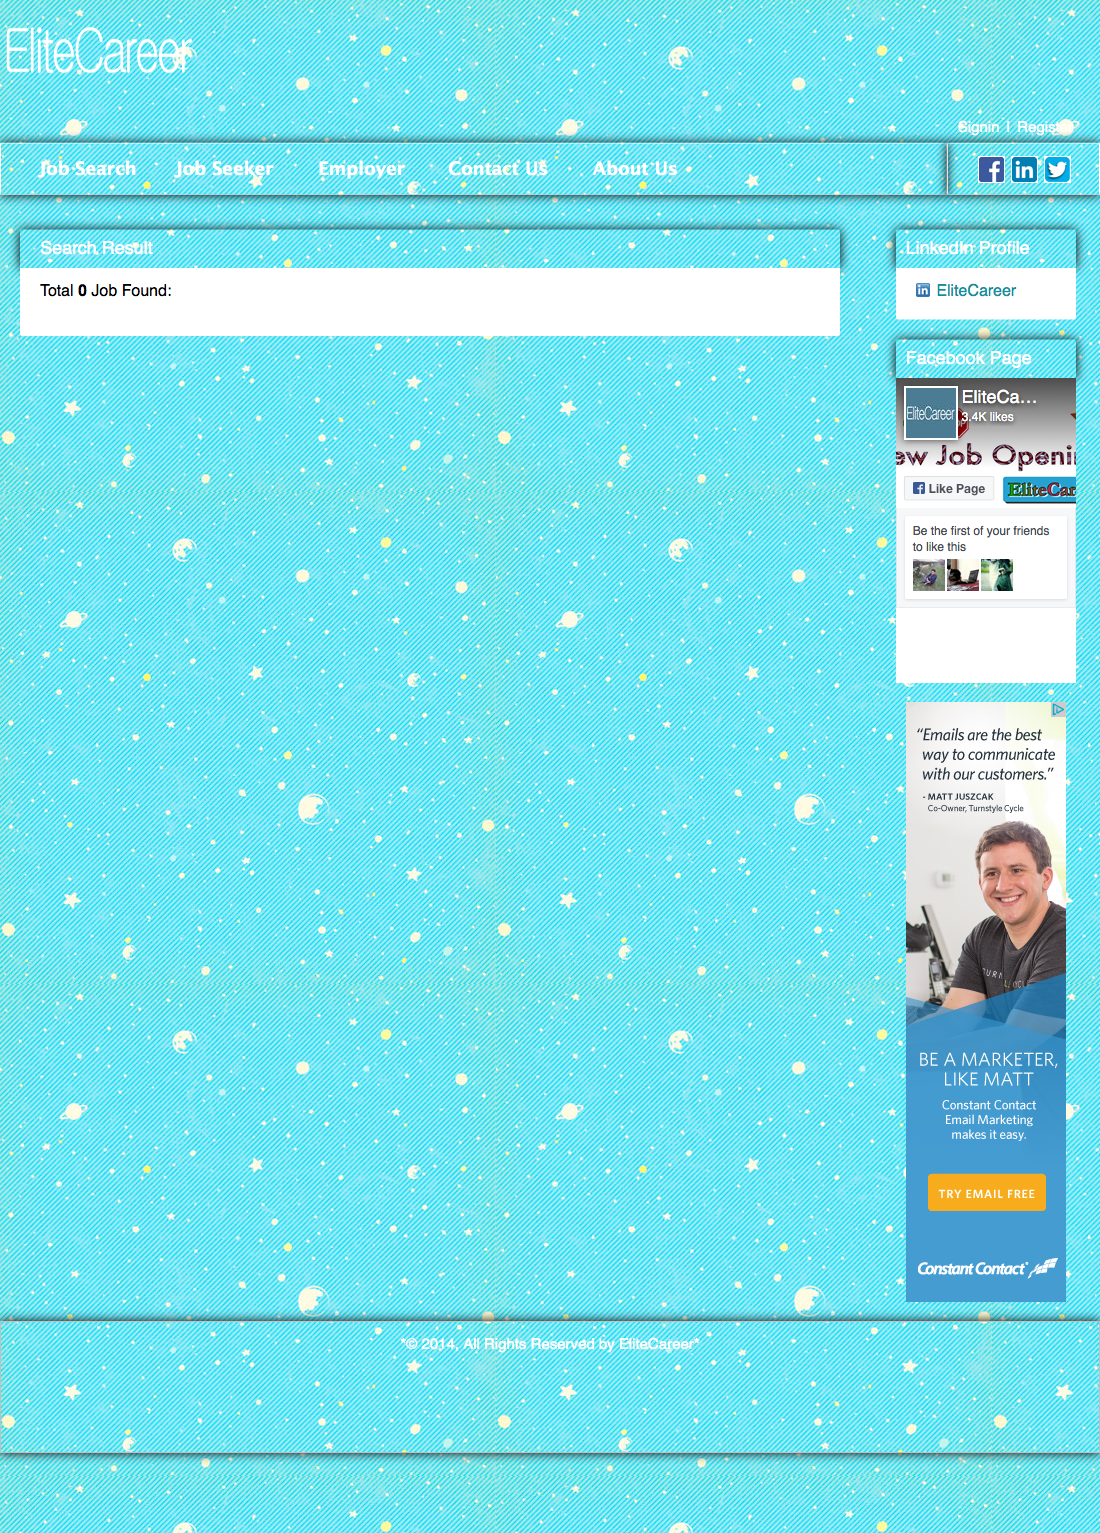 EliteCareer
Signin | Regist
Job Search Job Seeker Employer Contact Us About Us
Search Result
Total 0 Job Found:
LinkedIn Profile
EliteCareer
Facebook Page
EliteCa...
EliteCareer
3.4K likes
ew Job Openi
Like Page
EliteCar
Be the first of your friends
to like this
“Emails are the best
way to communicate
with our customers.”
- MATT JUSZCAK
Co-Owner, Turnstyle Cycle
BE A MARKETER,
LIKE MATT
Constant Contact
Email Marketing
makes it easy.
TRY EMAIL FREE
Constant Contact
© 2014, All Rights Reserved by EliteCareer